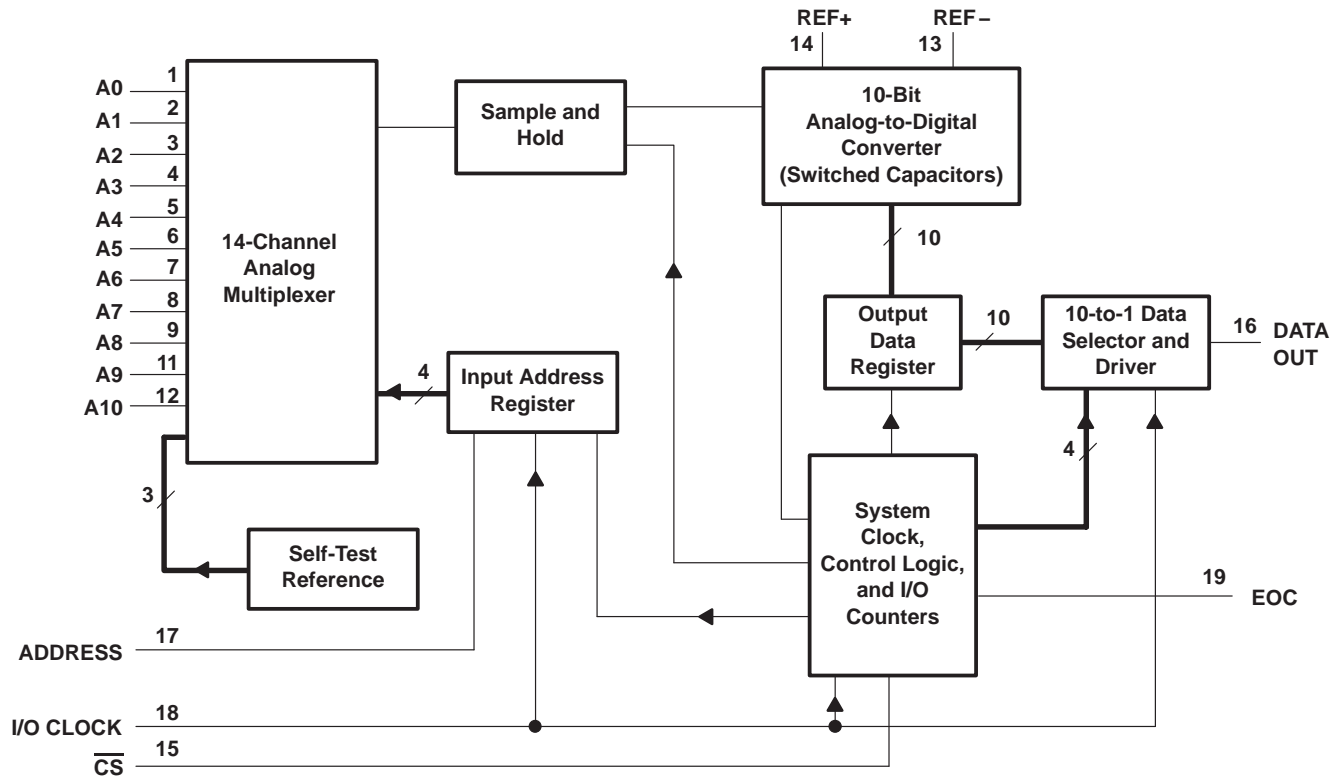 REF+
REF –
14
13
10-Bit
Analog-to-Digital
Converter
(Switched Capacitors)
Sample and
Hold
14-Channel
Analog
Multiplexer
A0
1
A1
2
A2
3
A3
4
A4
5
A5
6
A6
7
A7
8
A8
9
A9
11
A10
12
10
Output
Data
Register
10
10-to-1 Data
Selector and
Driver
16
DATA
OUT
4
Input Address
Register
4
3
Self-Test
Reference
System
Clock,
Control Logic,
and I/O
Counters
19
EOC
ADDRESS
17
I/O CLOCK
18
CS
15